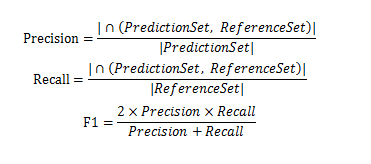 Precision = |∩ (PredictionSet, ReferenceSet)| / |PredictionSet|
Recall = |∩ (PredictionSet, ReferenceSet)| / |ReferenceSet|
F1 = 2 × Precision × Recall / Precision + Recall